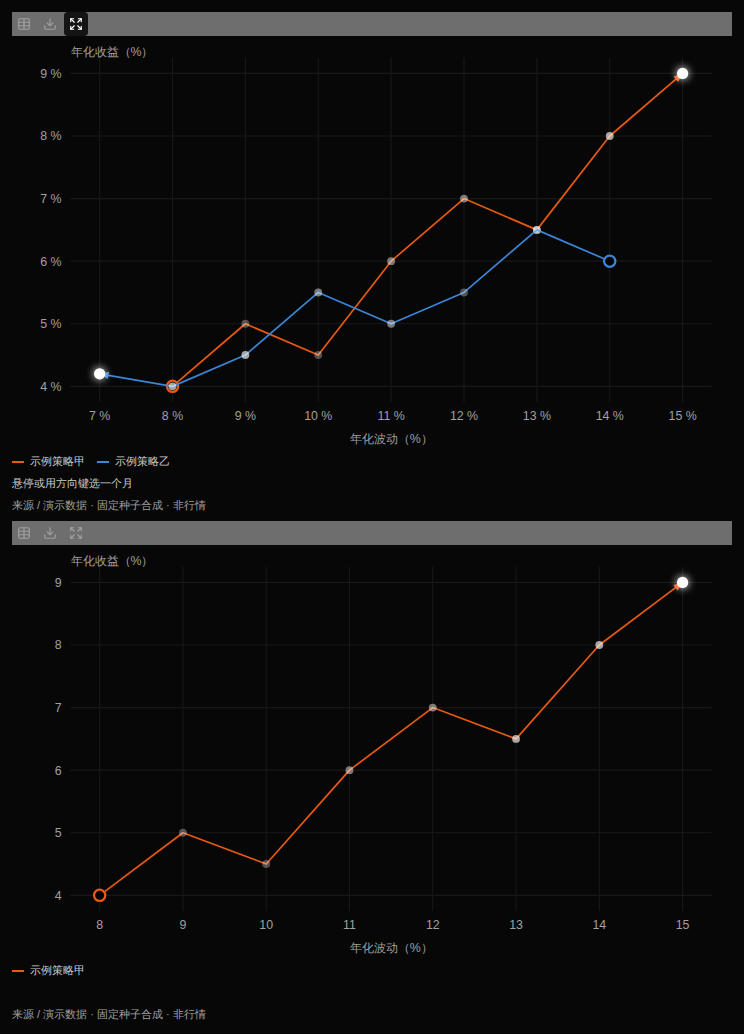 年化收益（%）
9 %
8 %
7 %
6 %
5 %
4 %
7 % 8 % 9 % 10 % 11 % 12 % 13 % 14 % 15 %
年化波动（%）
示例策略甲 示例策略乙
悬停或用方向键选一个月
来源 / 演示数据 · 固定种子合成 · 非行情
年化收益（%）
9
8
7
6
5
4
8 9 10 11 12 13 14 15
年化波动（%）
示例策略甲
来源 / 演示数据 · 固定种子合成 · 非行情